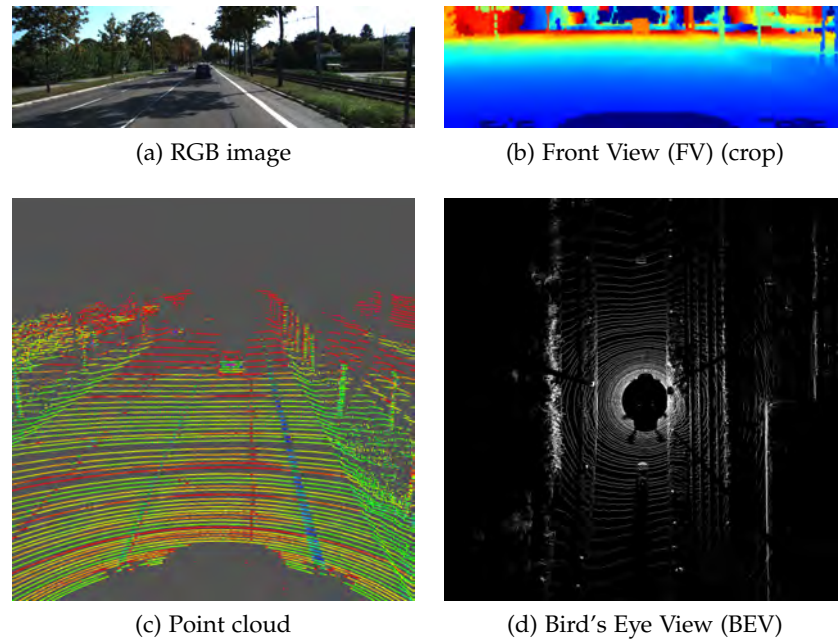 (a) RGB image
(b) Front View (FV) (crop)
(c) Point cloud
(d) Bird's Eye View (BEV)